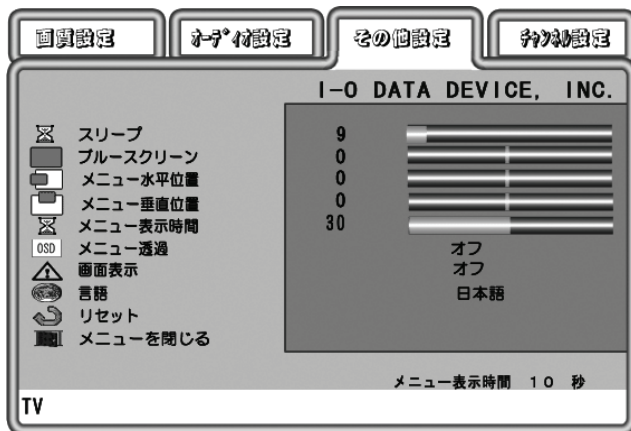 画質設定 オーディオ設定 その他設定 チャンネル設定
I-O DATA DEVICE, INC.
スリープ 9
ブルースクリーン 0
メニュー水平位置 0
メニュー垂直位置 0
メニュー表示時間 30
OSD メニュー透過 オフ
画面表示 オフ
言語 日本語
リセット
メニューを閉じる
メニュー表示時間 10 秒
TV